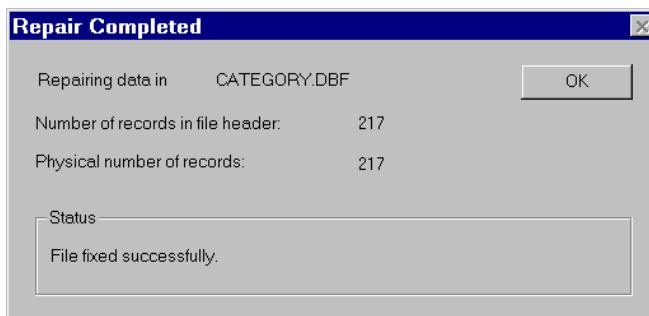 Repair Completed
Repairing data in CATEGORY.DBF OK
Number of records in file header: 217
Physical number of records: 217
Status
File fixed successfully.